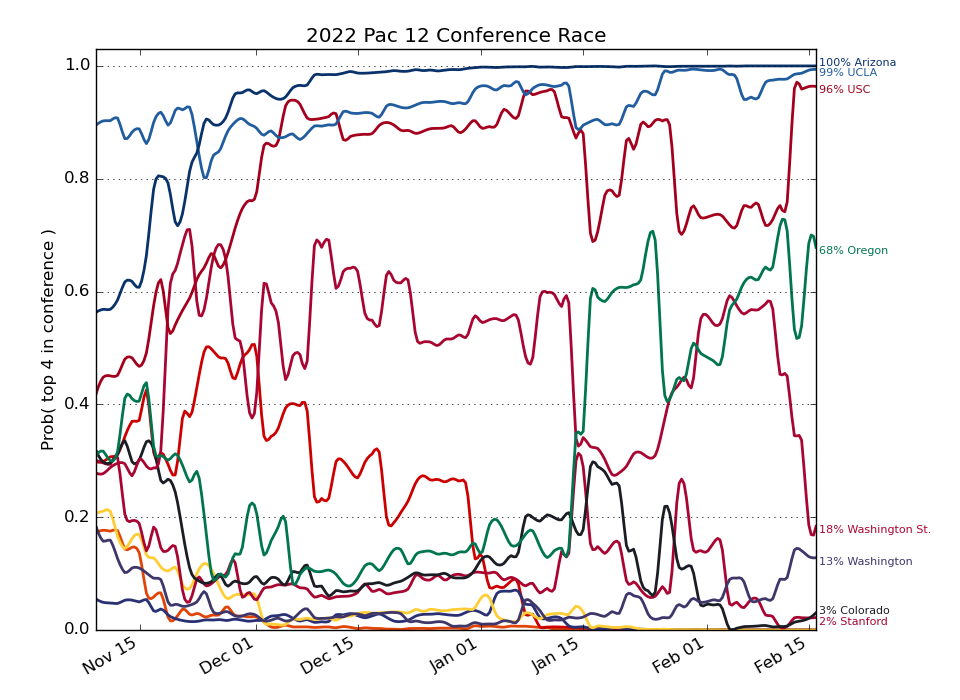 2022 Pac 12 Conference Race
Prob( top 4 in conference )
1.0
0.8
0.6
0.4
0.2
0.0
Nov 15
Dec 01
Dec 15
Jan 01
Jan 15
Feb 01
Feb 15
100% Arizona
99% UCLA
96% USC
68% Oregon
18% Washington St.
13% Washington
3% Colorado
2% Stanford